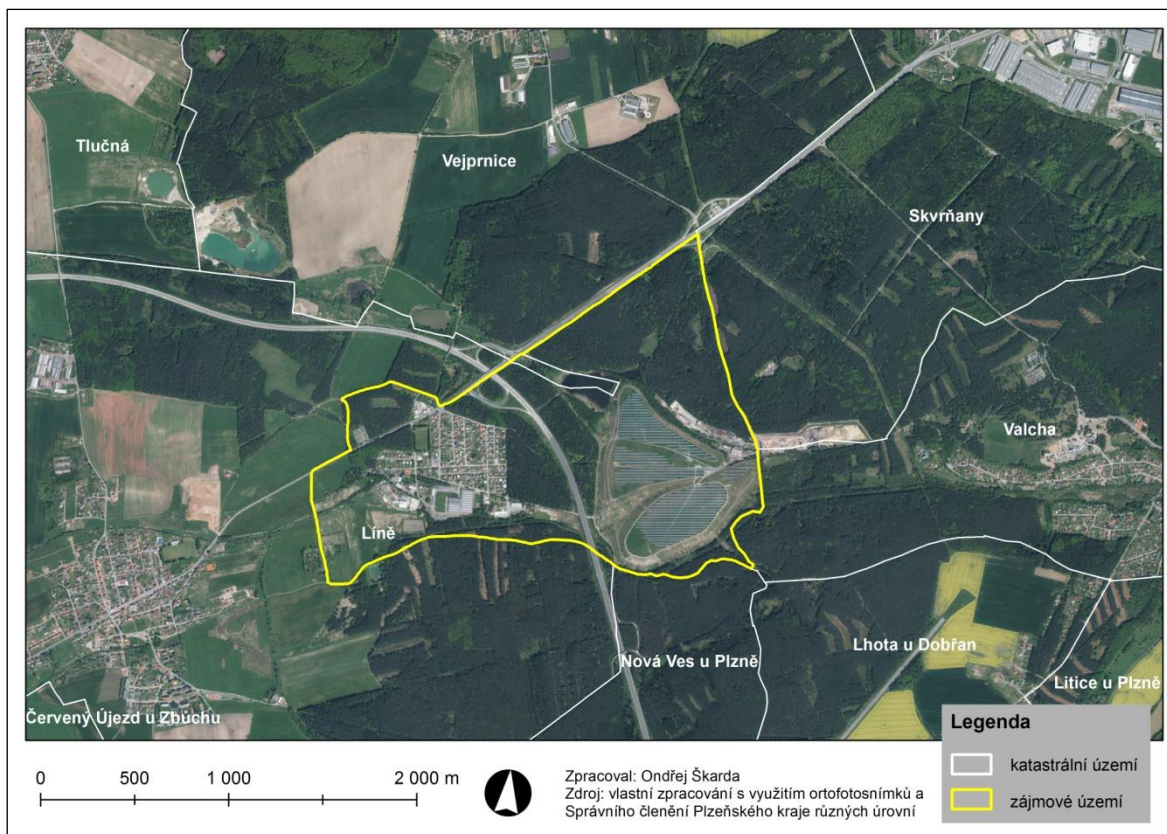 Tlučná
Vejprnice
Skvrňany
Valcha
Líně
Nová Ves u Plzně
Lhota u Dobřan
Litice u Plzně
Červený Újezd u Zbůchu
Legenda
katastrální území
zájmové území
0 500 1 000 2 000 m
Zpracoval: Ondřej Škarda
Zdroj: vlastní zpracování s využitím ortofotosnímků a
Správního členění Plzeňského kraje různých úrovní